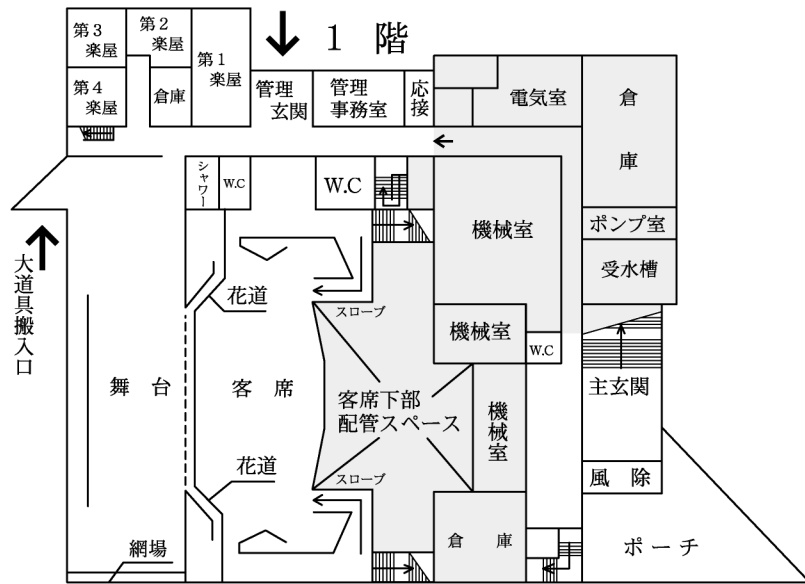 1 階
第3
楽屋
第2
楽屋
第1
楽屋
第4
楽屋
倉庫
管理
玄関
管理
事務室
応接
電気室
倉
庫
シャワー
W.C
W.C
機械室
ポンプ室
受水槽
大道具搬入口
花道
スロープ
機械室
W.C
舞 台
客 席
客席下部
配管スペース
機械室
主玄関
花道
スロープ
風 除
倉 庫
ポーチ
網場